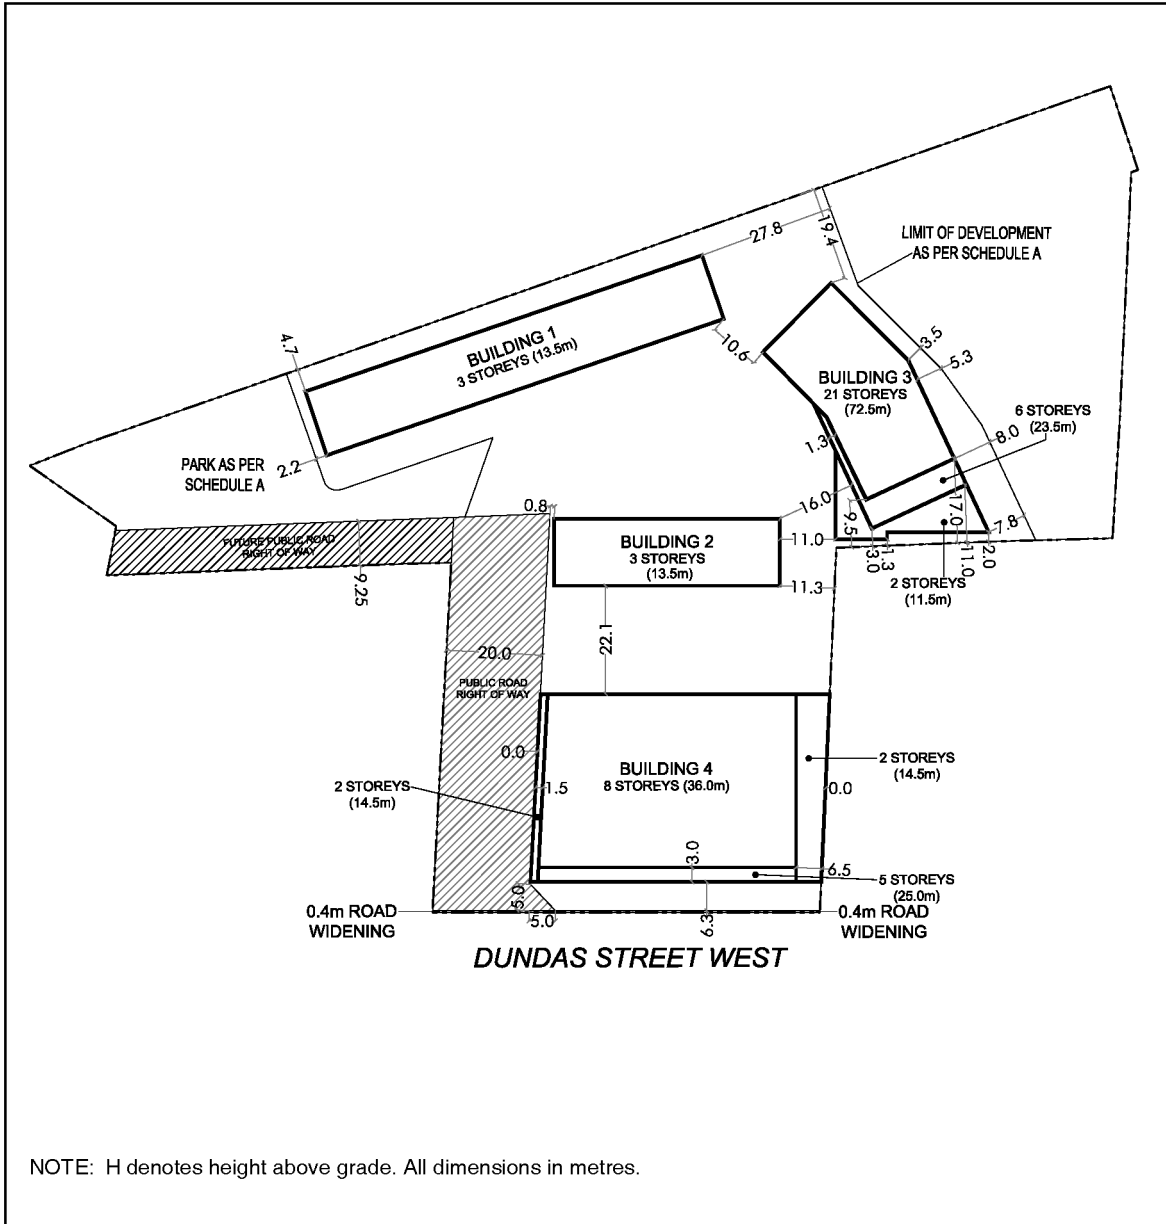 27.8
19.4
LIMIT OF DEVELOPMENT
AS PER SCHEDULE A
4.7
BUILDING 1
3 STOREYS (13.5m)
10.6
3.5
5.3
BUILDING 3
21 STOREYS
(72.5m)
6 STOREYS
(23.5m)
8.0
1.3
PARK AS PER
SCHEDULE A
2.2
0.8
16.0
9.5
17.0
7.8
FUTURE PUBLIC ROAD
RIGHT OF WAY
9.25
BUILDING 2
3 STOREYS
(13.5m)
11.0
11.3
3.0
1.3
11.0
2.0
2 STOREYS
(11.5m)
22.1
20.0
PUBLIC ROAD
RIGHT OF WAY
0.0
BUILDING 4
8 STOREYS (36.0m)
2 STOREYS
(14.5m)
2 STOREYS
(14.5m)
1.5
0.0
3.0
6.5
5 STOREYS
(25.0m)
5.0
5.0
6.3
0.4m ROAD
WIDENING
0.4m ROAD
WIDENING
DUNDAS STREET WEST
NOTE: H denotes height above grade. All dimensions in metres.